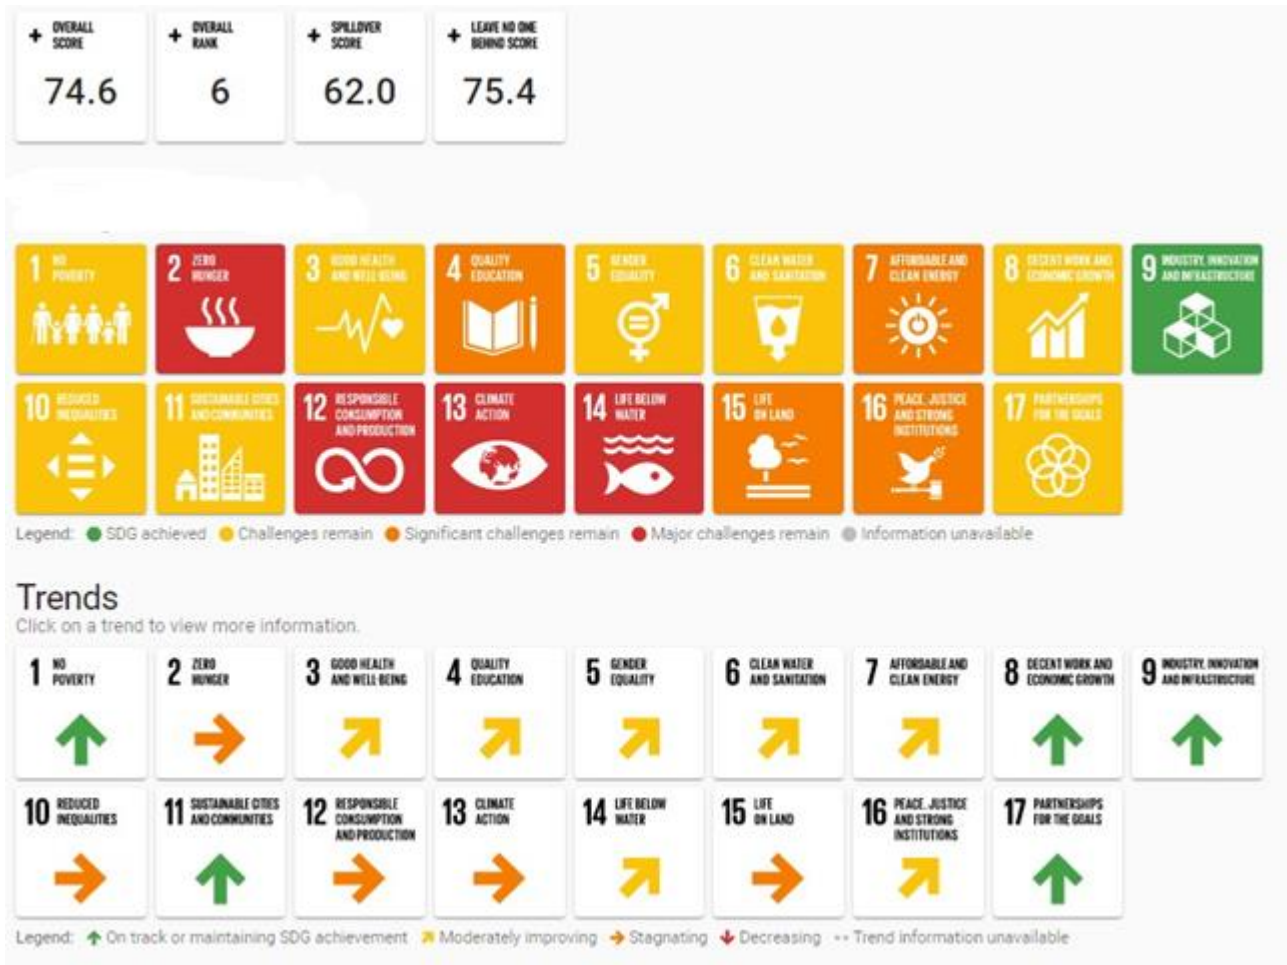 + OVERALL SCORE
74.6
+ OVERALL RANK
6
+ SPILLOVER SCORE
62.0
+ LEAVE NO ONE BEHIND SCORE
75.4
1 NO POVERTY
2 ZERO HUNGER
3 GOOD HEALTH AND WELL-BEING
4 QUALITY EDUCATION
5 GENDER EQUALITY
6 CLEAN WATER AND SANITATION
7 AFFORDABLE AND CLEAN ENERGY
8 DECENT WORK AND ECONOMIC GROWTH
9 INDUSTRY, INNOVATION AND INFRASTRUCTURE
10 REDUCED INEQUALITIES
11 SUSTAINABLE CITIES AND COMMUNITIES
12 RESPONSIBLE CONSUMPTION AND PRODUCTION
13 CLIMATE ACTION
14 LIFE BELOW WATER
15 LIFE ON LAND
16 PEACE, JUSTICE AND STRONG INSTITUTIONS
17 PARTNERSHIPS FOR THE GOALS
Legend: SDG achieved Challenges remain Significant challenges remain Major challenges remain Information unavailable
Trends
Click on a trend to view more information.
1 NO POVERTY
2 ZERO HUNGER
3 GOOD HEALTH AND WELL-BEING
4 QUALITY EDUCATION
5 GENDER EQUALITY
6 CLEAN WATER AND SANITATION
7 AFFORDABLE AND CLEAN ENERGY
8 DECENT WORK AND ECONOMIC GROWTH
9 INDUSTRY, INNOVATION AND INFRASTRUCTURE
10 REDUCED INEQUALITIES
11 SUSTAINABLE CITIES AND COMMUNITIES
12 RESPONSIBLE CONSUMPTION AND PRODUCTION
13 CLIMATE ACTION
14 LIFE BELOW WATER
15 LIFE ON LAND
16 PEACE, JUSTICE AND STRONG INSTITUTIONS
17 PARTNERSHIPS FOR THE GOALS
Legend: On track or maintaining SDG achievement Moderately improving Stagnating Decreasing Trend information unavailable